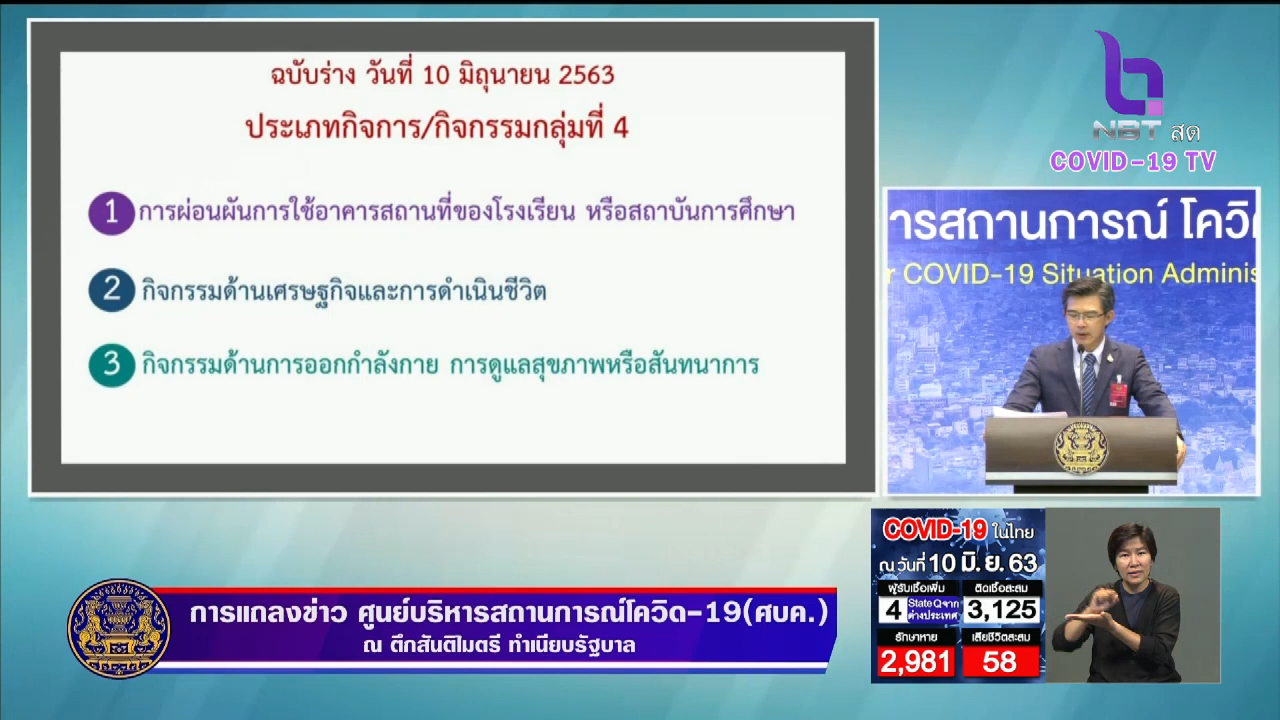 ฉบับร่าง วันที่ 10 มิถุนายน 2563
ประเภทกิจการ/กิจกรรมกลุ่มที่ 4
1 การผ่อนผันการใช้อาคารสถานที่ของโรงเรียน หรือสถาบันการศึกษา
2 กิจกรรมด้านเศรษฐกิจและการดำเนินชีวิต
3 กิจกรรมด้านการออกกำลังกาย การดูแลสุขภาพหรือสันทนาการ
NBT สด
COVID-19 TV
ารสถานการณ์ โควิ
r COVID-19 Situation Adminis
COVID-19 ในไทย
ณ วันที่ 10 มิ.ย. 63
ผู้รับเชื้อเพิ่ม ติดเชื้อสะสม
4 State Qจากต่างประเทศ 3,125
รักษาหาย เสียชีวิตสะสม
2,981 58
การแถลงข่าว ศูนย์บริหารสถานการณ์โควิด-19(ศบค.)
ณ ตึกสันติไมตรี ทำเนียบรัฐบาล